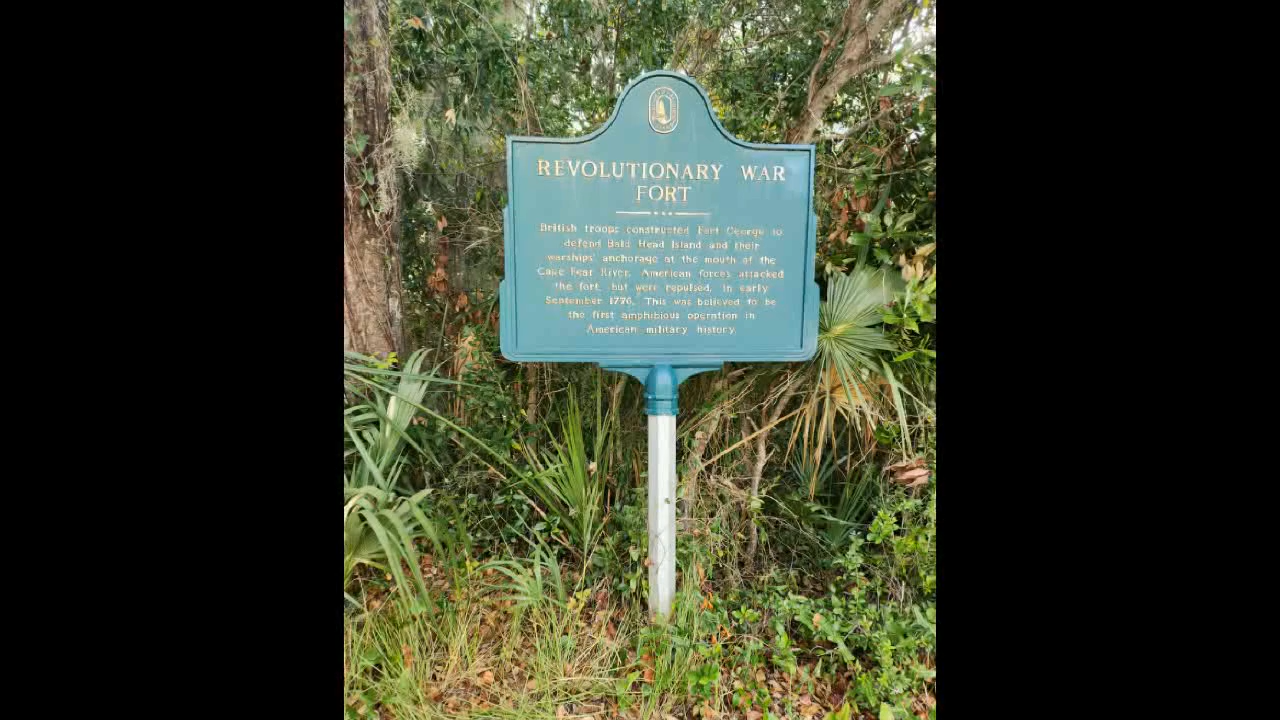 REVOLUTIONARY WAR
FORT
British troops constructed Fort George to
defend Bald Head Island and their
warships' anchorage at the mouth of the
Cape Fear River. American forces attacked
the fort, but were repulsed, in early
September 1776. This was believed to be
the first amphibious operation in
American military history.